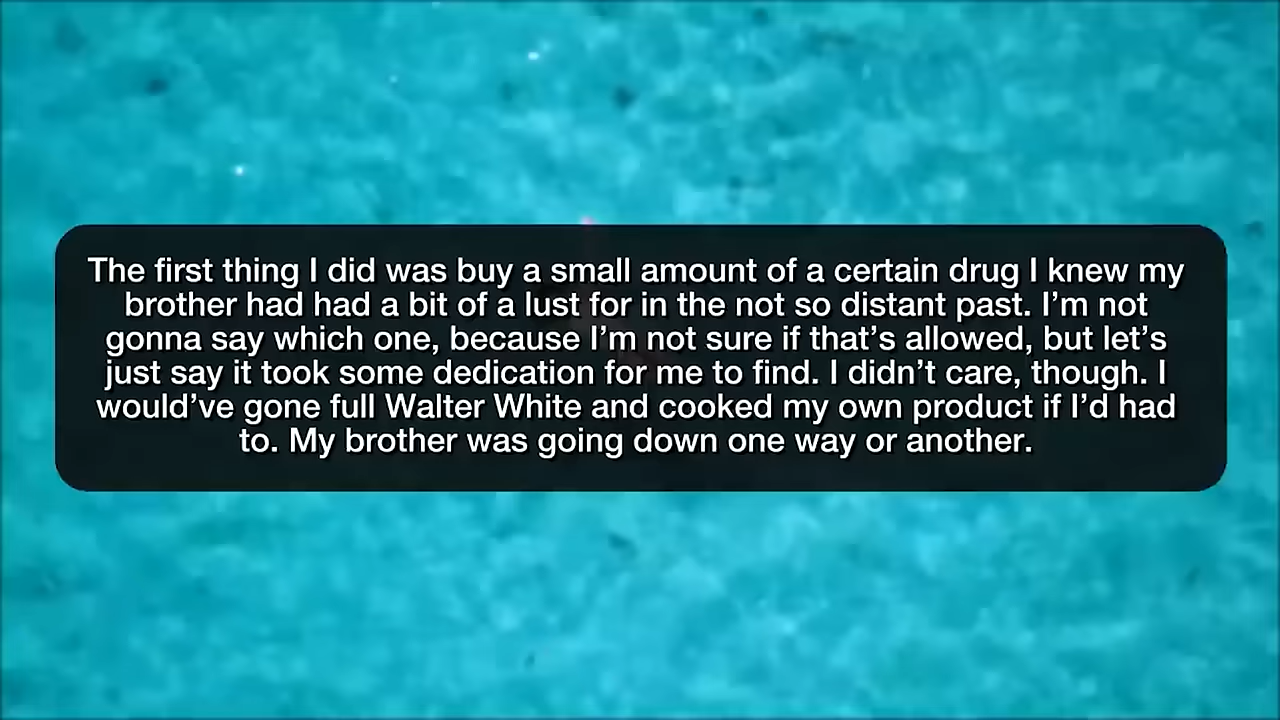 The first thing I did was buy a small amount of a certain drug I knew my
brother had had a bit of a lust for in the not so distant past. I’m not
gonna say which one, because I’m not sure if that’s allowed, but let’s
just say it took some dedication for me to find. I didn’t care, though. I
would’ve gone full Walter White and cooked my own product if I’d had
to. My brother was going down one way or another.